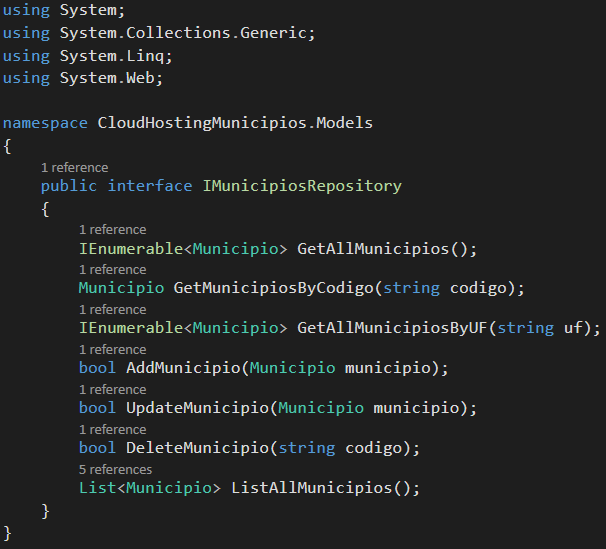 using System;
using System.Collections.Generic;
using System.Linq;
using System.Web;
namespace CloudHostingMunicipios.Models
{
1 reference
public interface IMunicipiosRepository
{
1 reference
IEnumerable<Municipio> GetAllMunicipios();
1 reference
Municipio GetMunicipiosByCodigo(string codigo);
1 reference
IEnumerable<Municipio> GetAllMunicipiosByUF(string uf);
1 reference
bool AddMunicipio(Municipio municipio);
1 reference
bool UpdateMunicipio(Municipio municipio);
1 reference
bool DeleteMunicipio(string codigo);
5 references
List<Municipio> ListAllMunicipios();
}
}